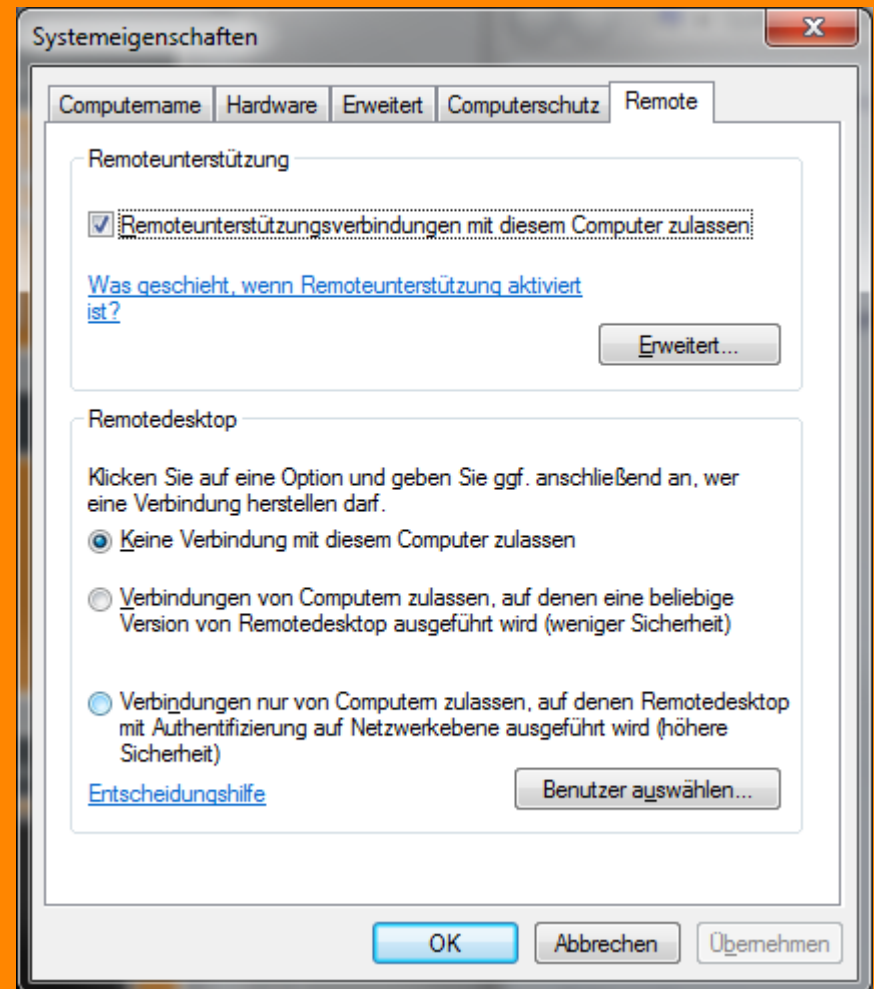 Systemeigenschaften
Computername Hardware Erweitert Computerschutz Remote
Remoteunterstützung
Remoteunterstützungsverbindungen mit diesem Computer zulassen
Was geschieht, wenn Remoteunterstützung aktiviert
ist?
Erweitert...
Remotedesktop
Klicken Sie auf eine Option und geben Sie ggf. anschließend an, wer
eine Verbindung herstellen darf.
Keine Verbindung mit diesem Computer zulassen
Verbindungen von Computern zulassen, auf denen eine beliebige
Version von Remotedesktop ausgeführt wird (weniger Sicherheit)
Verbindungen nur von Computern zulassen, auf denen Remotedesktop
mit Authentifizierung auf Netzwerkebene ausgeführt wird (höhere
Sicherheit)
Entscheidungshilfe
Benutzer auswählen...
OK Abbrechen Übernehmen